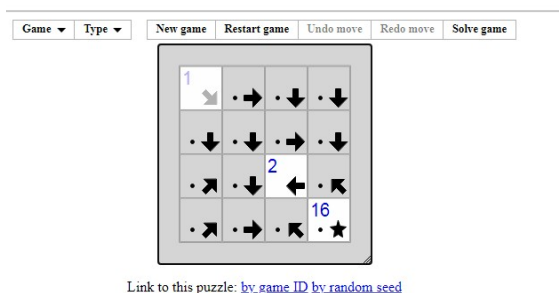 Game Type New game Restart game Undo move Redo move Solve game
1
2
16
Link to this puzzle: by game ID by random seed